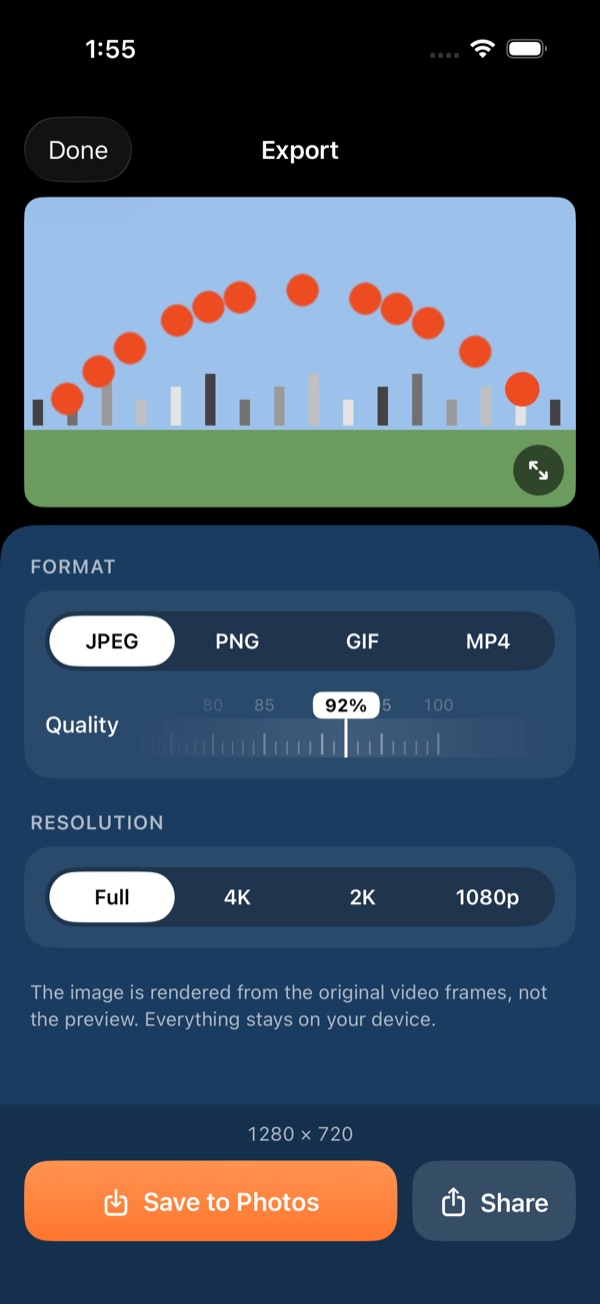 1:55
Done
Export
FORMAT
JPEG PNG GIF MP4
80 85 92% 5 100
Quality
RESOLUTION
Full 4K 2K 1080p
The image is rendered from the original video frames, not
the preview. Everything stays on your device.
1280 × 720
Save to Photos
Share